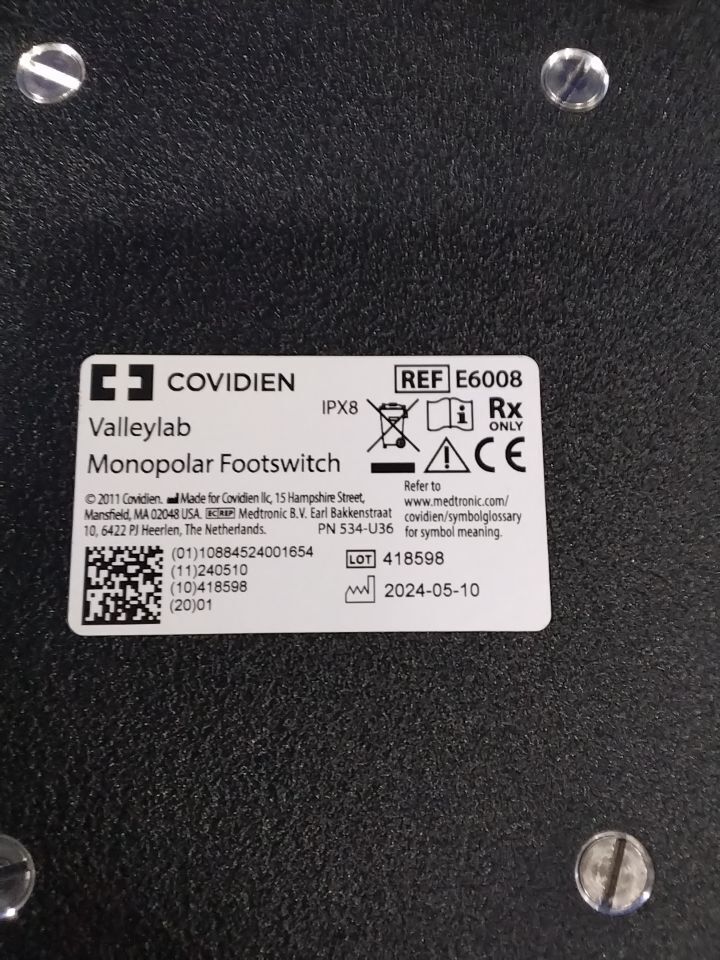 COVIDIEN
REF E6008
IPX8
Rx
ONLY
Valleylab
Monopolar Footswitch
© 2011 Covidien. Made for Covidien llc, 15 Hampshire Street,
Mansfield, MA 02048 USA. EC REP Medtronic B.V. Earl Bakkenstraat
10, 6422 PJ Heerlen, The Netherlands. PN 534-U36
CE
Refer to
www.medtronic.com/
covidien/symbolglossary
for symbol meaning.
(01)10884524001654
(11)240510
(10)418598
(20)01
LOT 418598
2024-05-10